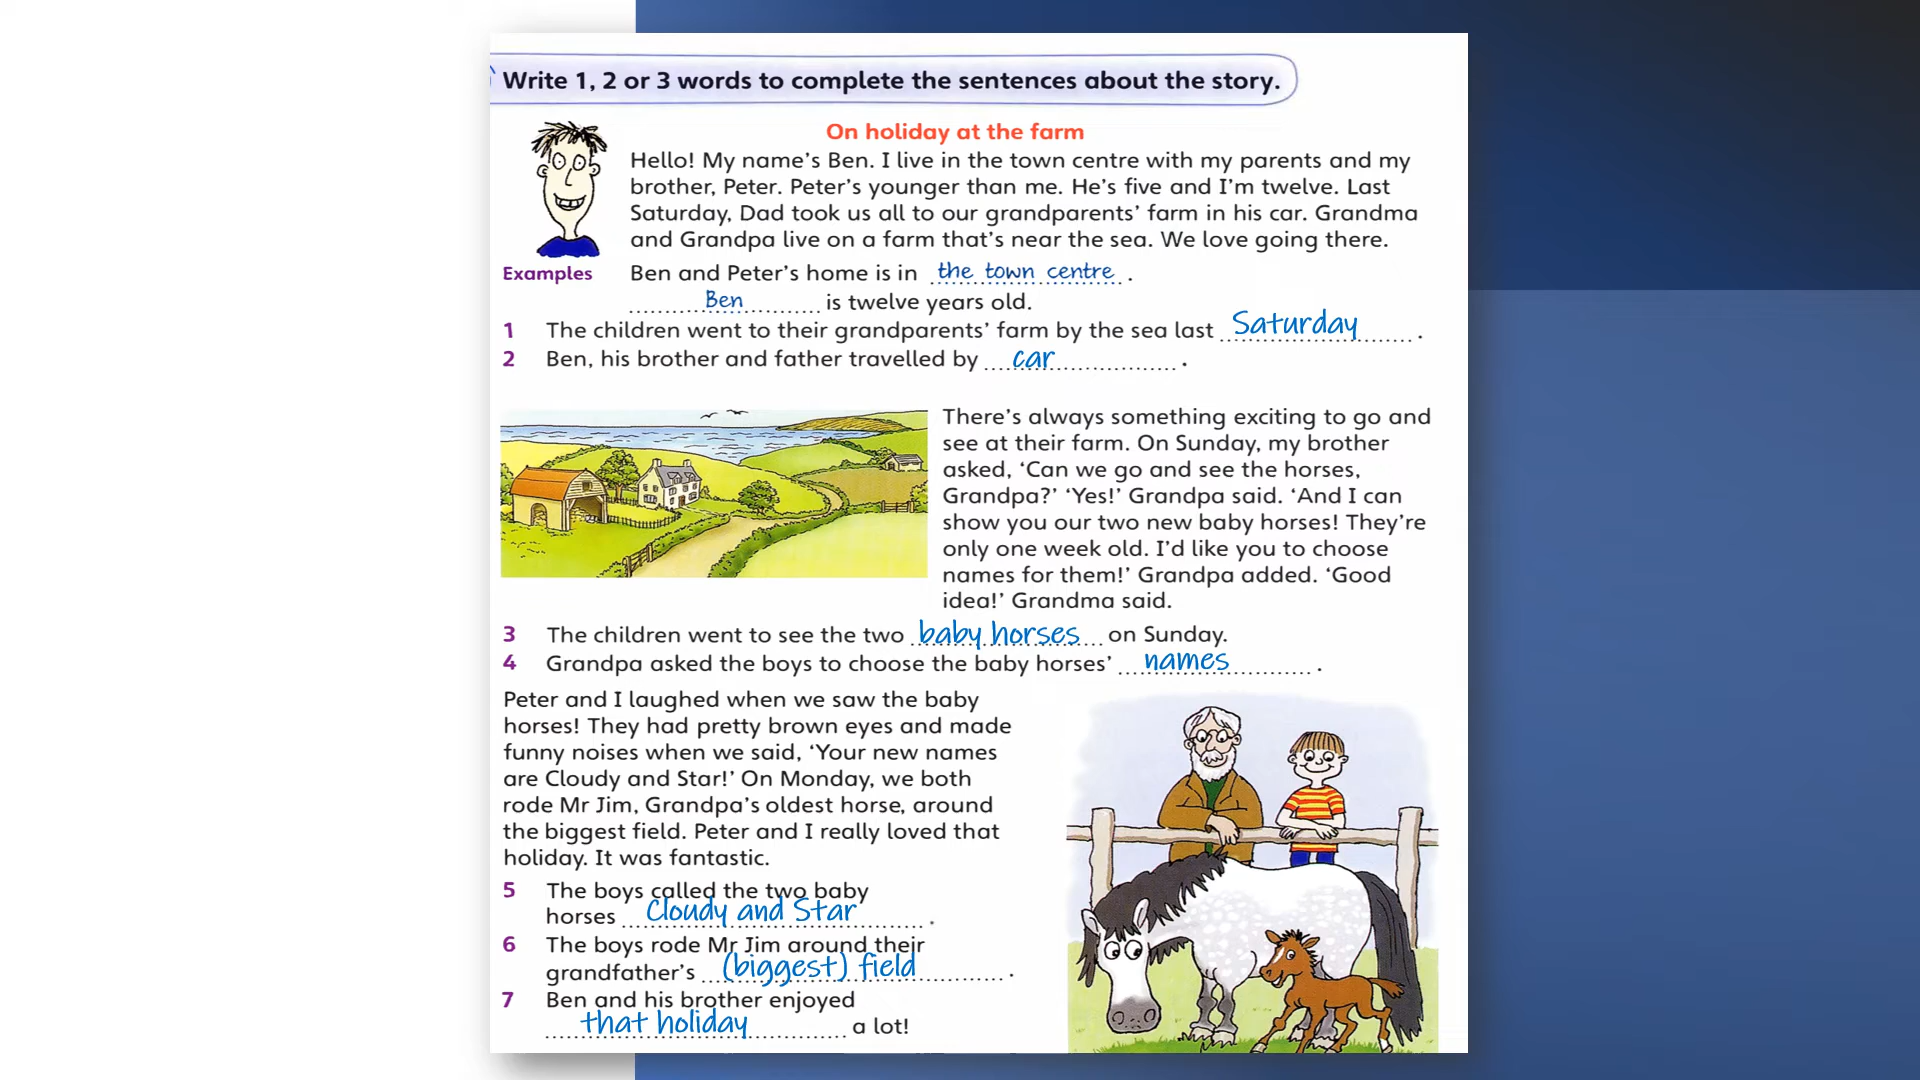 Write 1, 2 or 3 words to complete the sentences about the story.
On holiday at the farm
Hello! My name's Ben. I live in the town centre with my parents and my
brother, Peter. Peter's younger than me. He's five and I'm twelve. Last
Saturday, Dad took us all to our grandparents' farm in his car. Grandma
and Grandpa live on a farm that's near the sea. We love going there.
Examples Ben and Peter's home is in the town centre .
Ben is twelve years old.
1 The children went to their grandparents' farm by the sea last Saturday .
2 Ben, his brother and father travelled by car .
There's always something exciting to go and
see at their farm. On Sunday, my brother
asked, 'Can we go and see the horses,
Grandpa?' 'Yes!' Grandpa said. 'And I can
show you our two new baby horses! They're
only one week old. I'd like you to choose
names for them!' Grandpa added. 'Good
idea!' Grandma said.
3 The children went to see the two baby horses on Sunday.
4 Grandpa asked the boys to choose the baby horses' names .
Peter and I laughed when we saw the baby
horses! They had pretty brown eyes and made
funny noises when we said, 'Your new names
are Cloudy and Star!' On Monday, we both
rode Mr Jim, Grandpa's oldest horse, around
the biggest field. Peter and I really loved that
holiday. It was fantastic.
5 The boys called the two baby
horses Cloudy and Star .
6 The boys rode Mr Jim around their
grandfather's (biggest) field .
7 Ben and his brother enjoyed
that holiday a lot!